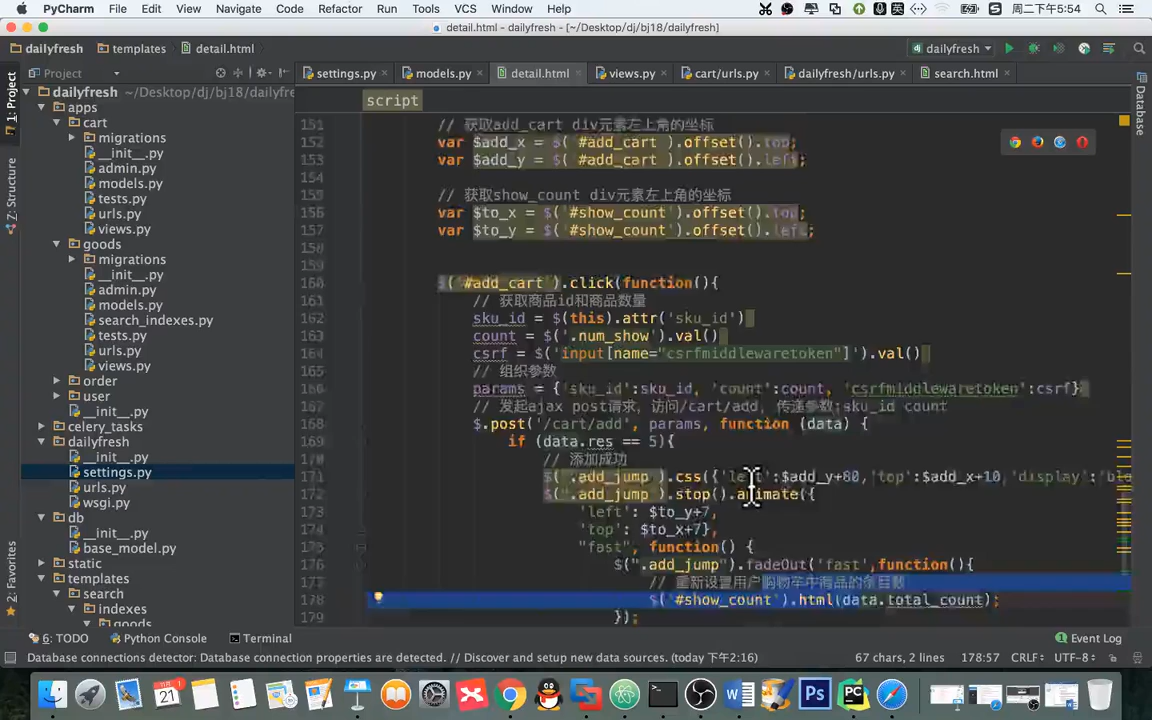 PyCharm File Edit View Navigate Code Refactor Run Tools VCS Window Help 周二下午5:54
detail.html - dailyfresh - [~/Desktop/dj/bj18/dailyfresh]
dailyfresh templates detail.html dailyfresh
Project settings.py models.py detail.html views.py cart/urls.py dailyfresh/urls.py search.html
1: Project
Z: Structure
2: Favorites
Database
dailyfresh ~/Desktop/dj/bj18/dailyfre
apps
cart
migrations
__init__.py
admin.py
models.py
tests.py
urls.py
views.py
goods
migrations
__init__.py
admin.py
models.py
search_indexes.py
tests.py
urls.py
views.py
order
user
__init__.py
celery_tasks
dailyfresh
__init__.py
settings.py
urls.py
wsgi.py
db
__init__.py
base_model.py
static
templates
search
indexes
goods
script
151 // 获取add_cart div元素左上角的坐标
152 var $add_x = $('#add_cart').offset().top;
153 var $add_y = $('#add_cart').offset().left;
// 获取show_count div元素左上角的坐标
var $to_x = $('#show_count').offset().top;
157 var $to_y = $('#show_count').offset().left;
158
159
160 $('#add_cart').click(function(){
161 // 获取商品id和商品数量
162 sku_id = $(this).attr('sku_id')
163 count = $('.num_show').val()
164 csrf = $('input[name="csrfmiddlewaretoken"]').val()
// 组织参数
params = {'sku_id':sku_id, 'count':count, 'csrfmiddlewaretoken':csrf}
167 // 发起ajax post请求，访问/cart/add, 传递参数:sku_id count
168 $.post('/cart/add', params, function (data) {
169 if (data.res == 5){
// 添加成功
171 $(".add_jump").css({'left':$add_y+80,'top':$add_x+10,'display':'blo
172 $(".add_jump").stop().animate({
173 'left': $to_y+7,
174 'top': $to_x+7},
175 "fast", function() {
176 $(".add_jump").fadeOut('fast',function(){
177 // 重新设置用户购物车中商品的条目数
178 $('#show_count').html(data.total_count);
179 });
6: TODO Python Console Terminal Event Log
Database connections detector: Database connection properties are detected. // Discover and setup new data sources. (today 下午2:16) 67 chars, 2 lines 178:57 CRLF UTF-8